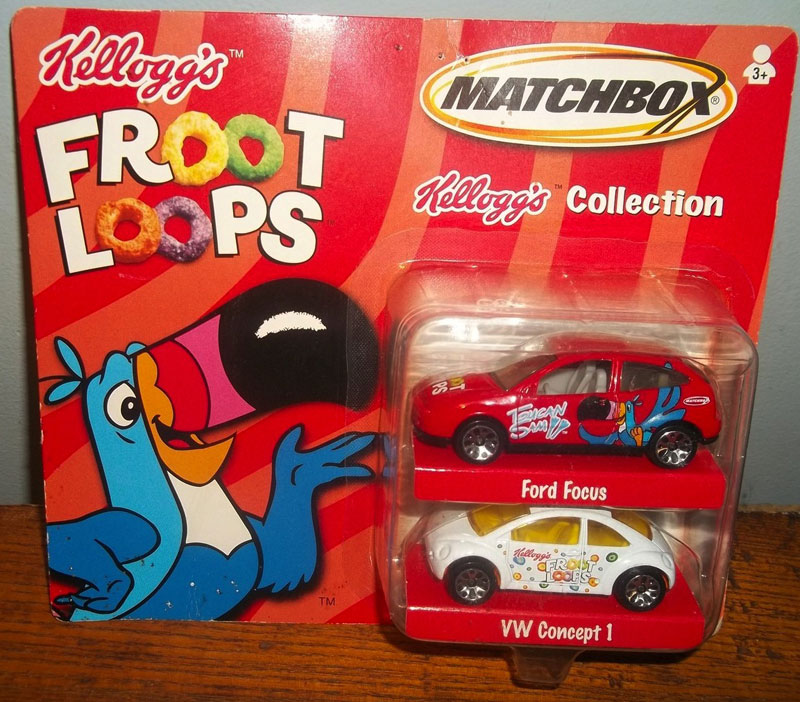 Kellogg's™
FROOT
LOOPS
TM
MATCHBOX®
3+
Kellogg's™ Collection
TOUCAN
SAM
MATCHBOX
Ford Focus
Kellogg's
FROOT
LOOPS
VW Concept 1